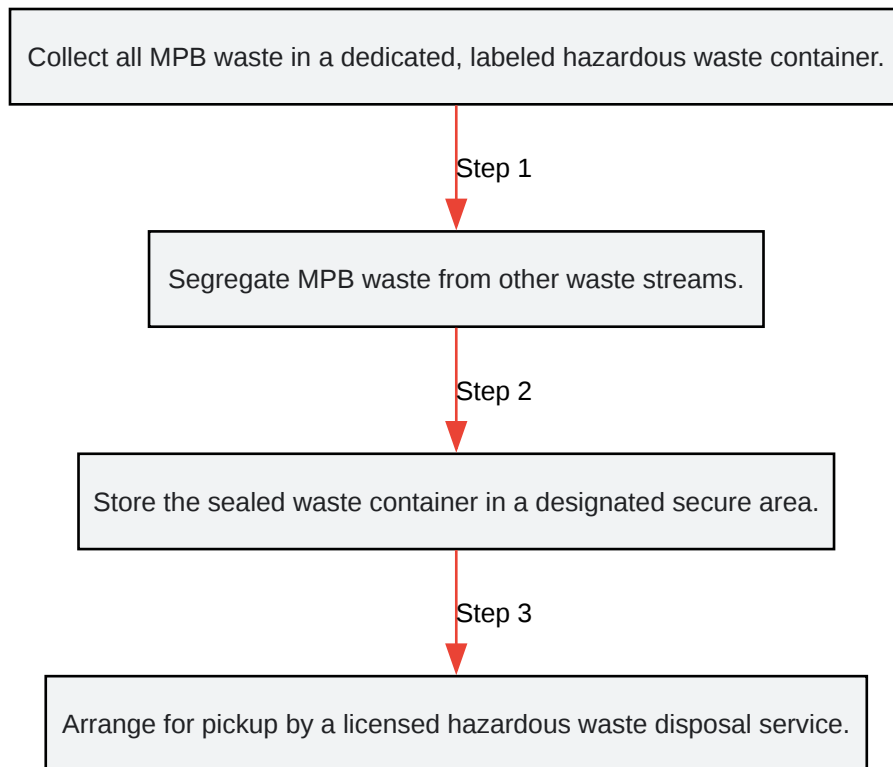 Collect all MPB waste in a dedicated, labeled hazardous waste container.
Step 1
Segregate MPB waste from other waste streams.
Step 2
Store the sealed waste container in a designated secure area.
Step 3
Arrange for pickup by a licensed hazardous waste disposal service.